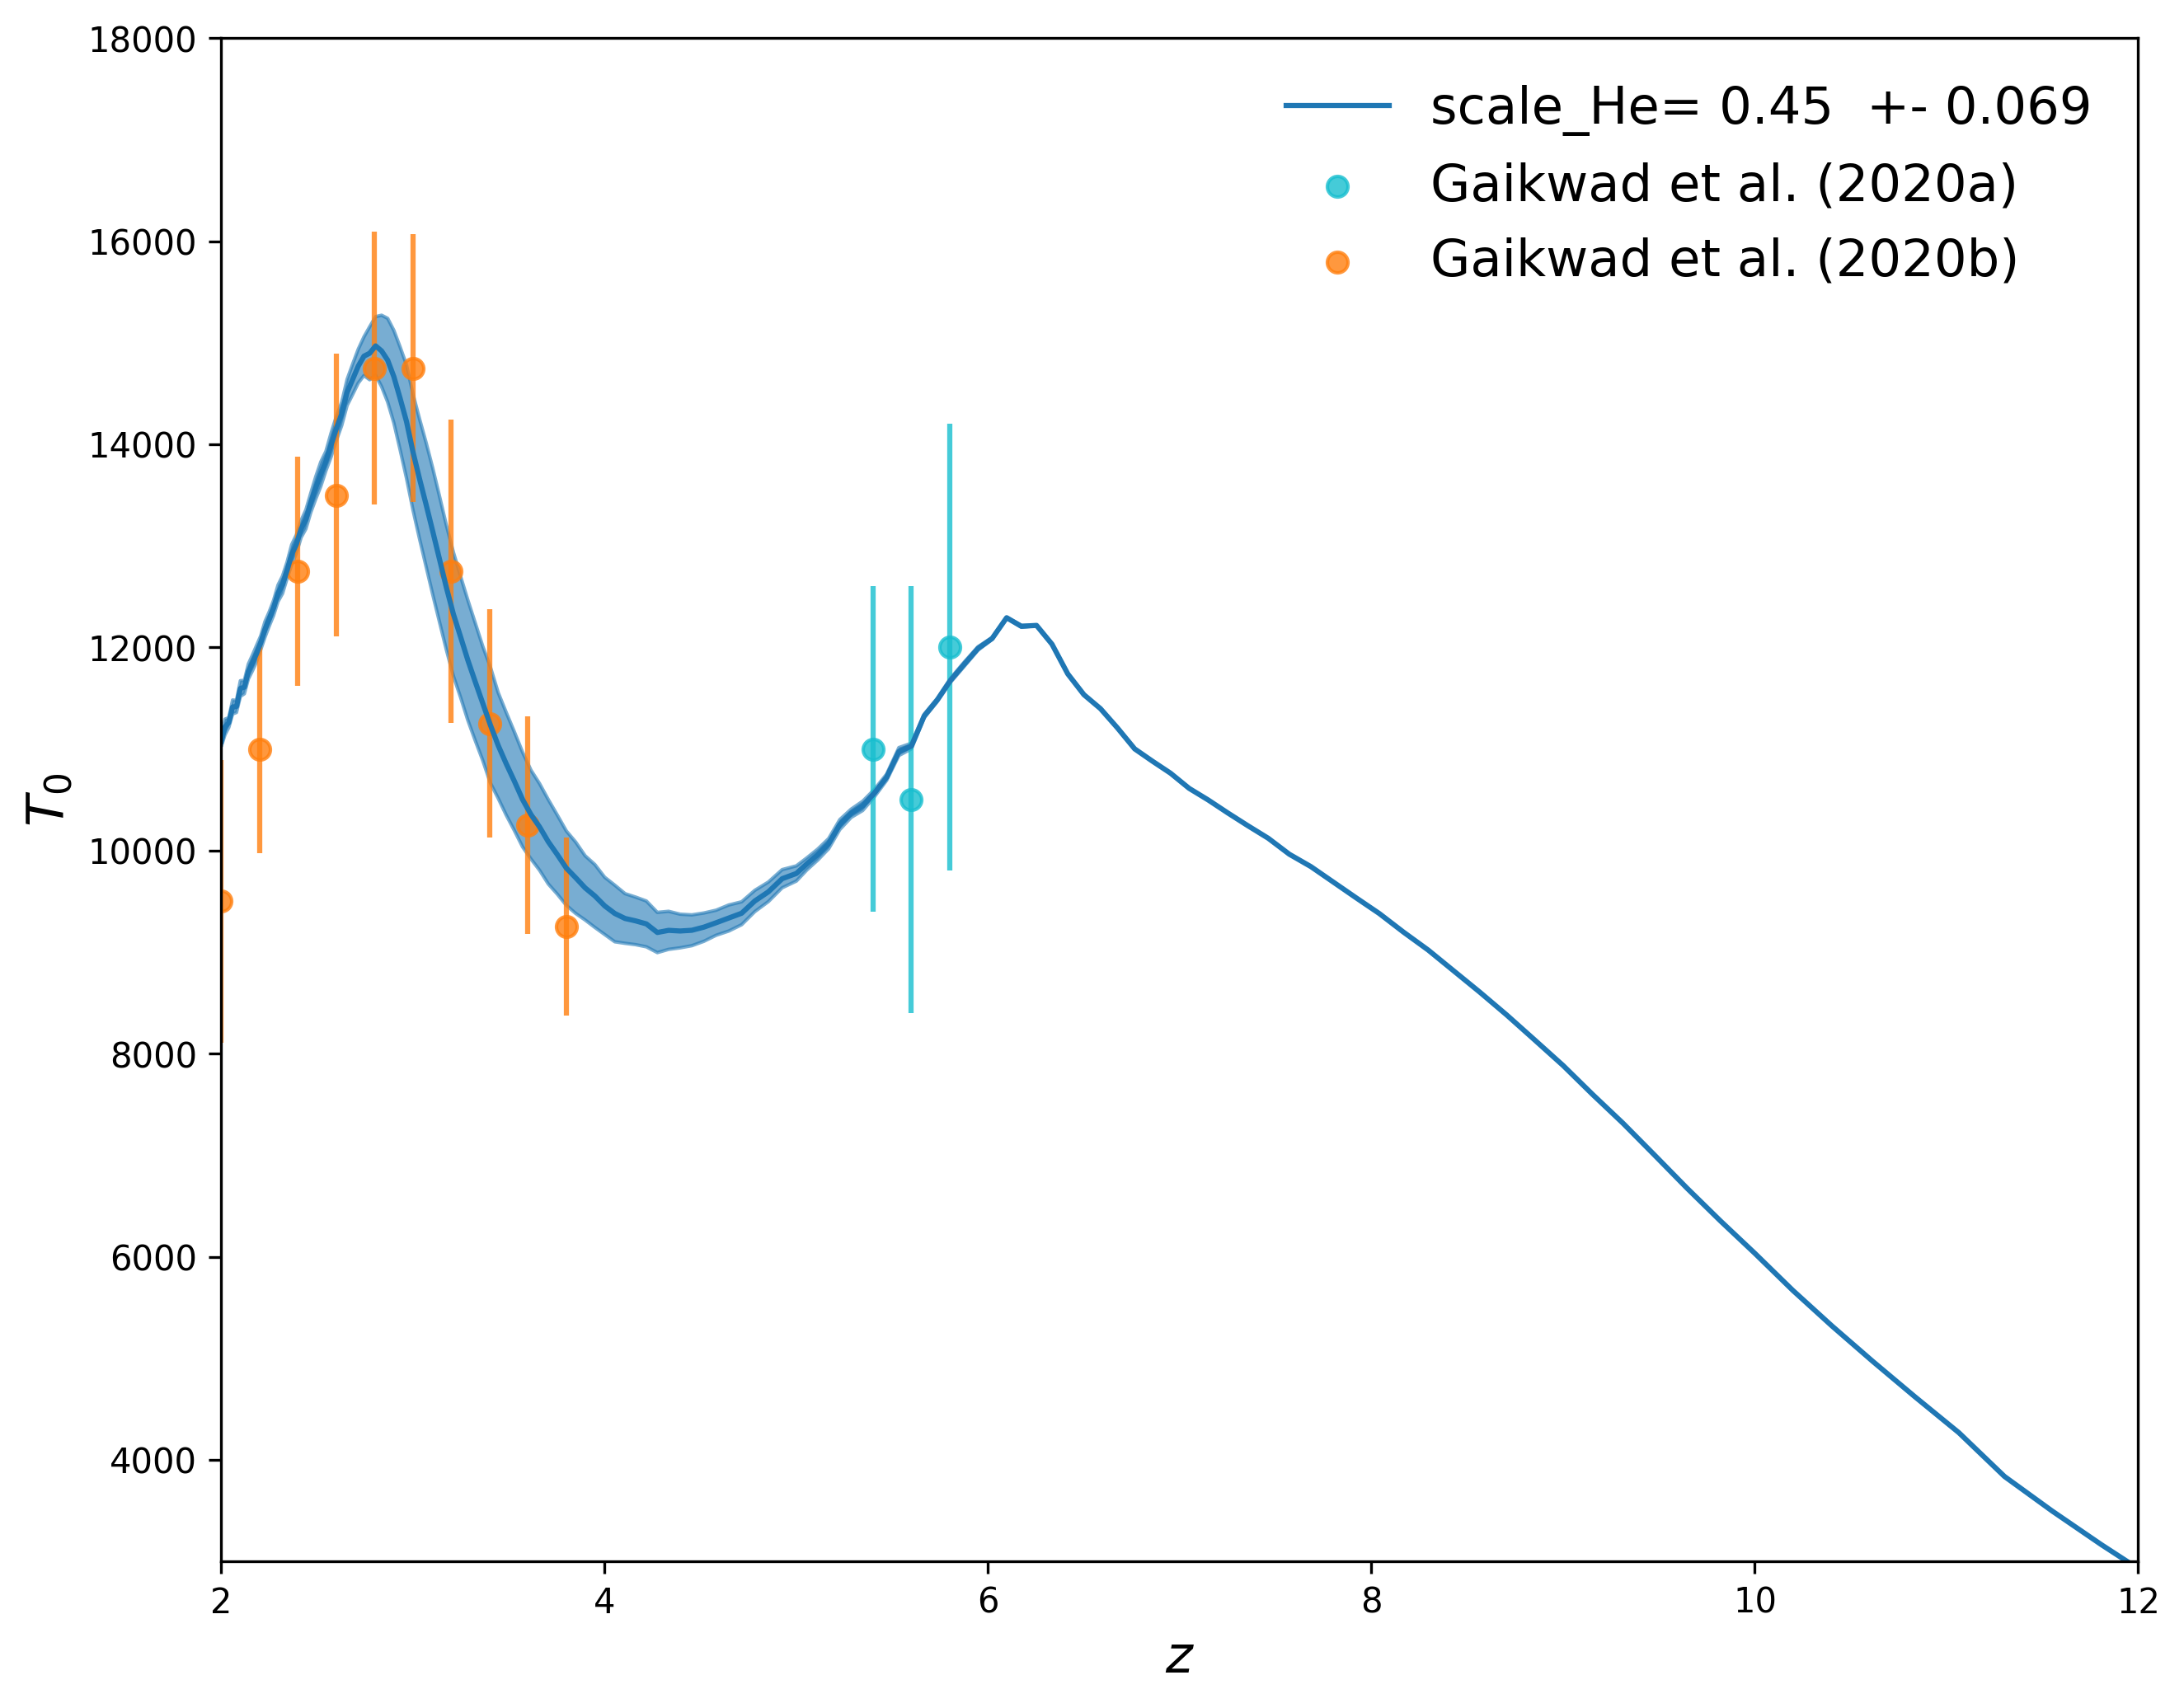 18000
16000
14000
12000
10000
8000
6000
4000
T0
scale_He= 0.45  +- 0.069
Gaikwad et al. (2020a)
Gaikwad et al. (2020b)
2 4 6 8 10 12
z